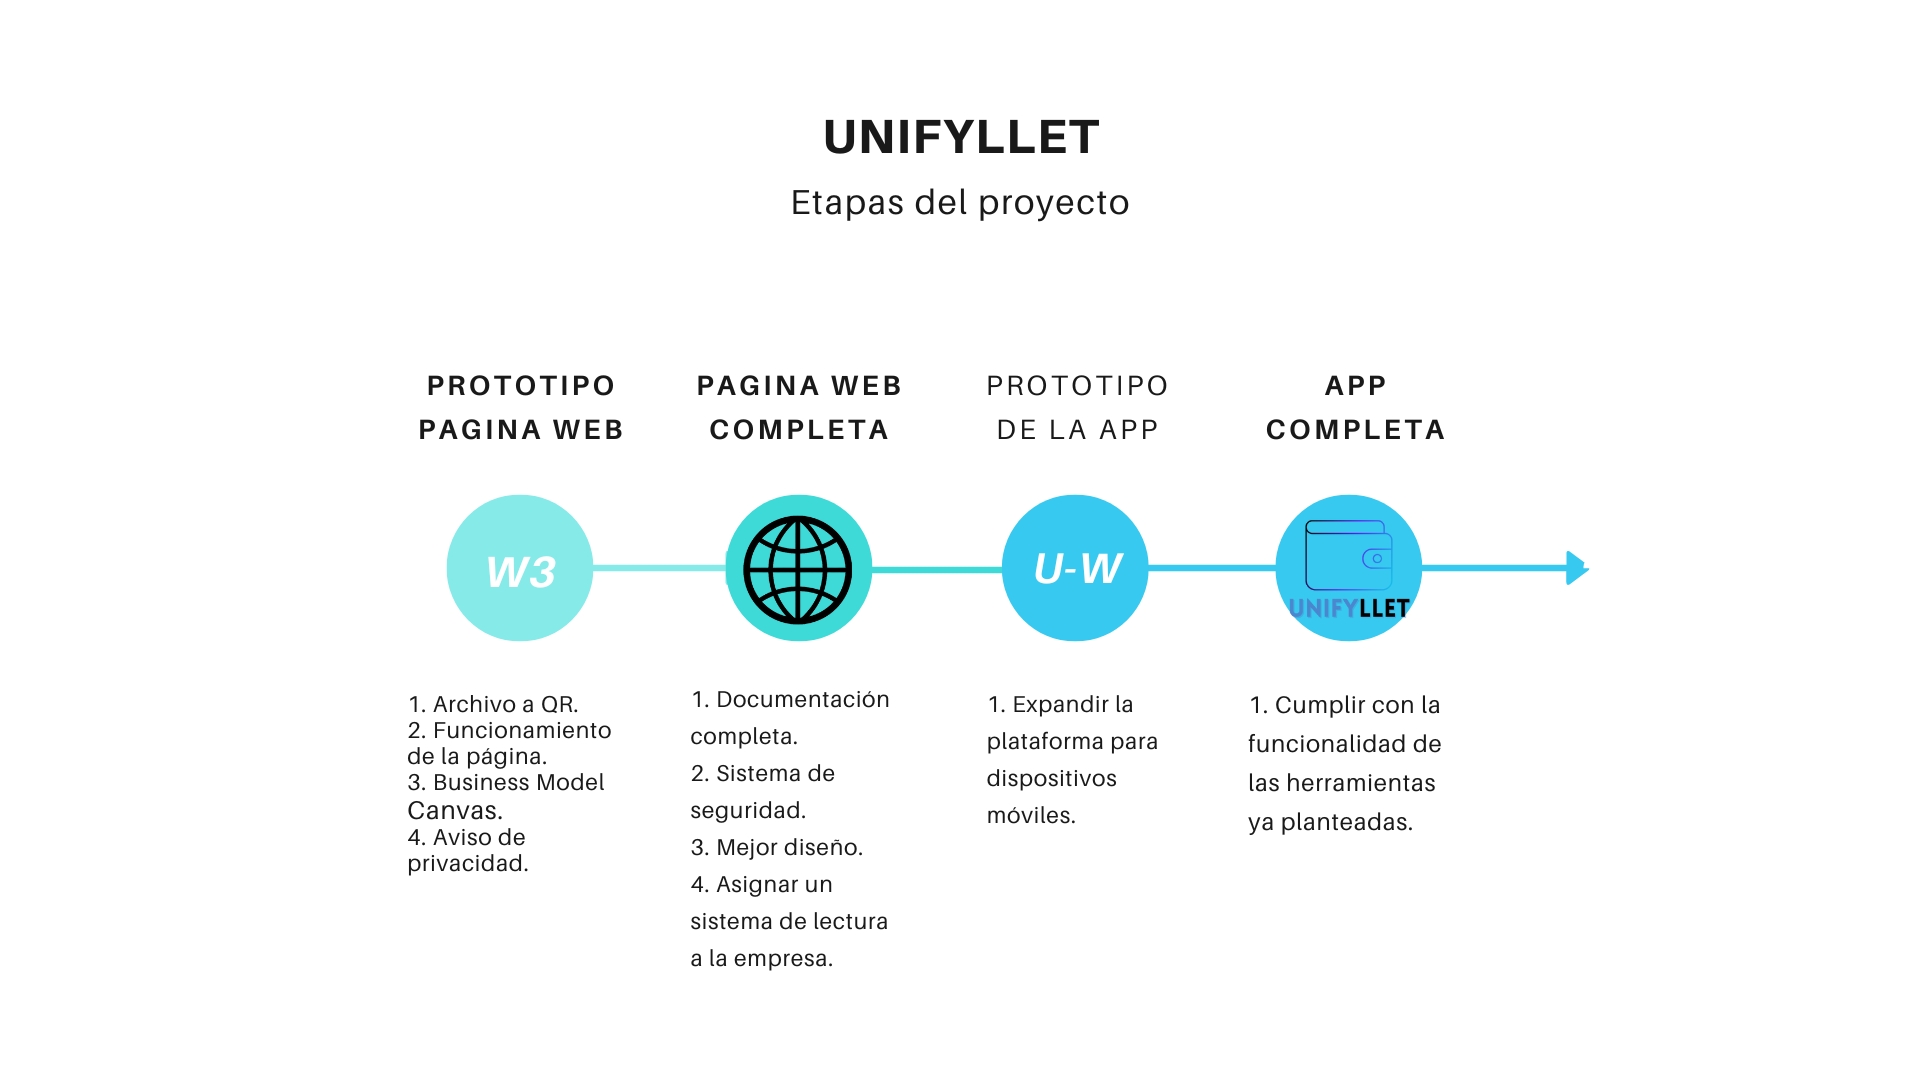 UNIFYLLET
Etapas del proyecto
PROTOTIPO
PAGINA WEB
PAGINA WEB
COMPLETA
PROTOTIPO
DE LA APP
APP
COMPLETA
W3
U-W
UNIFYLLET
1. Archivo a QR.
2. Funcionamiento
de la página.
3. Business Model
Canvas.
4. Aviso de
privacidad.
1. Documentación
completa.
2. Sistema de
seguridad.
3. Mejor diseño.
4. Asignar un
sistema de lectura
a la empresa.
1. Expandir la
plataforma para
dispositivos
móviles.
1. Cumplir con la
funcionalidad de
las herramientas
ya planteadas.